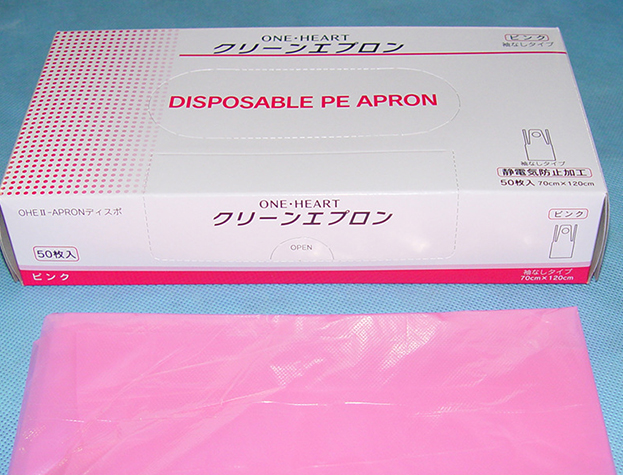 ONE・HEART
クリーンエプロン
ピンク
袖なしタイプ
DISPOSABLE PE APRON
袖なしタイプ
静電気防止加工
50枚入 70cm×120cm
ONE・HEART
クリーンエプロン
OHEⅡ-APRONディスポ
ピンク
OPEN
50枚入
ピンク
袖なしタイプ
70cm×120cm